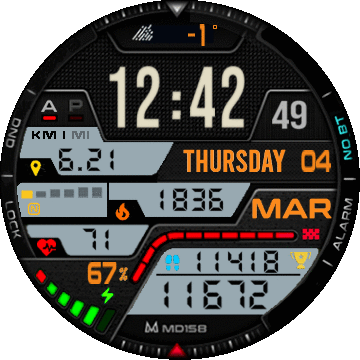 -1°
12:42 49
A P
KM | MI
6.21 THURSDAY 04
1836 MAR
71
67% 11418
11672
MD158
DND
LOCK
NO BT
ALARM